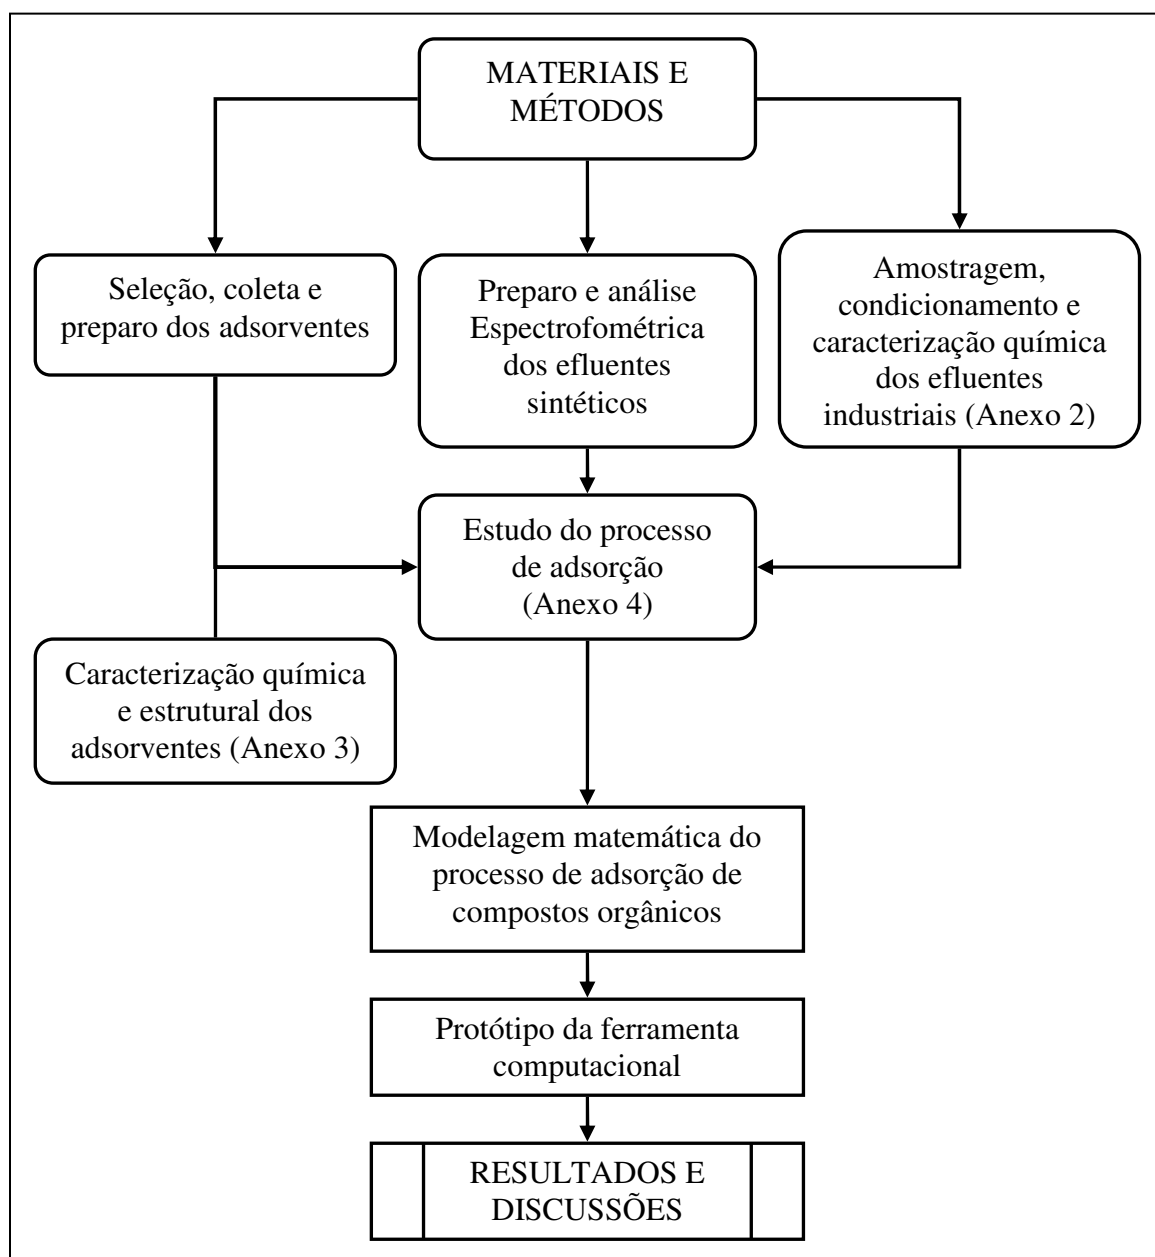 MATERIAIS E
MÉTODOS
Seleção, coleta e
preparo dos adsorventes
Preparo e análise
Espectrofométrica
dos efluentes
sintéticos
Amostragem,
condicionamento e
caracterização química
dos efluentes
industriais (Anexo 2)
Estudo do processo
de adsorção
(Anexo 4)
Caracterização química
e estrutural dos
adsorventes (Anexo 3)
Modelagem matemática do
processo de adsorção de
compostos orgânicos
Protótipo da ferramenta
computacional
RESULTADOS E
DISCUSSÕES